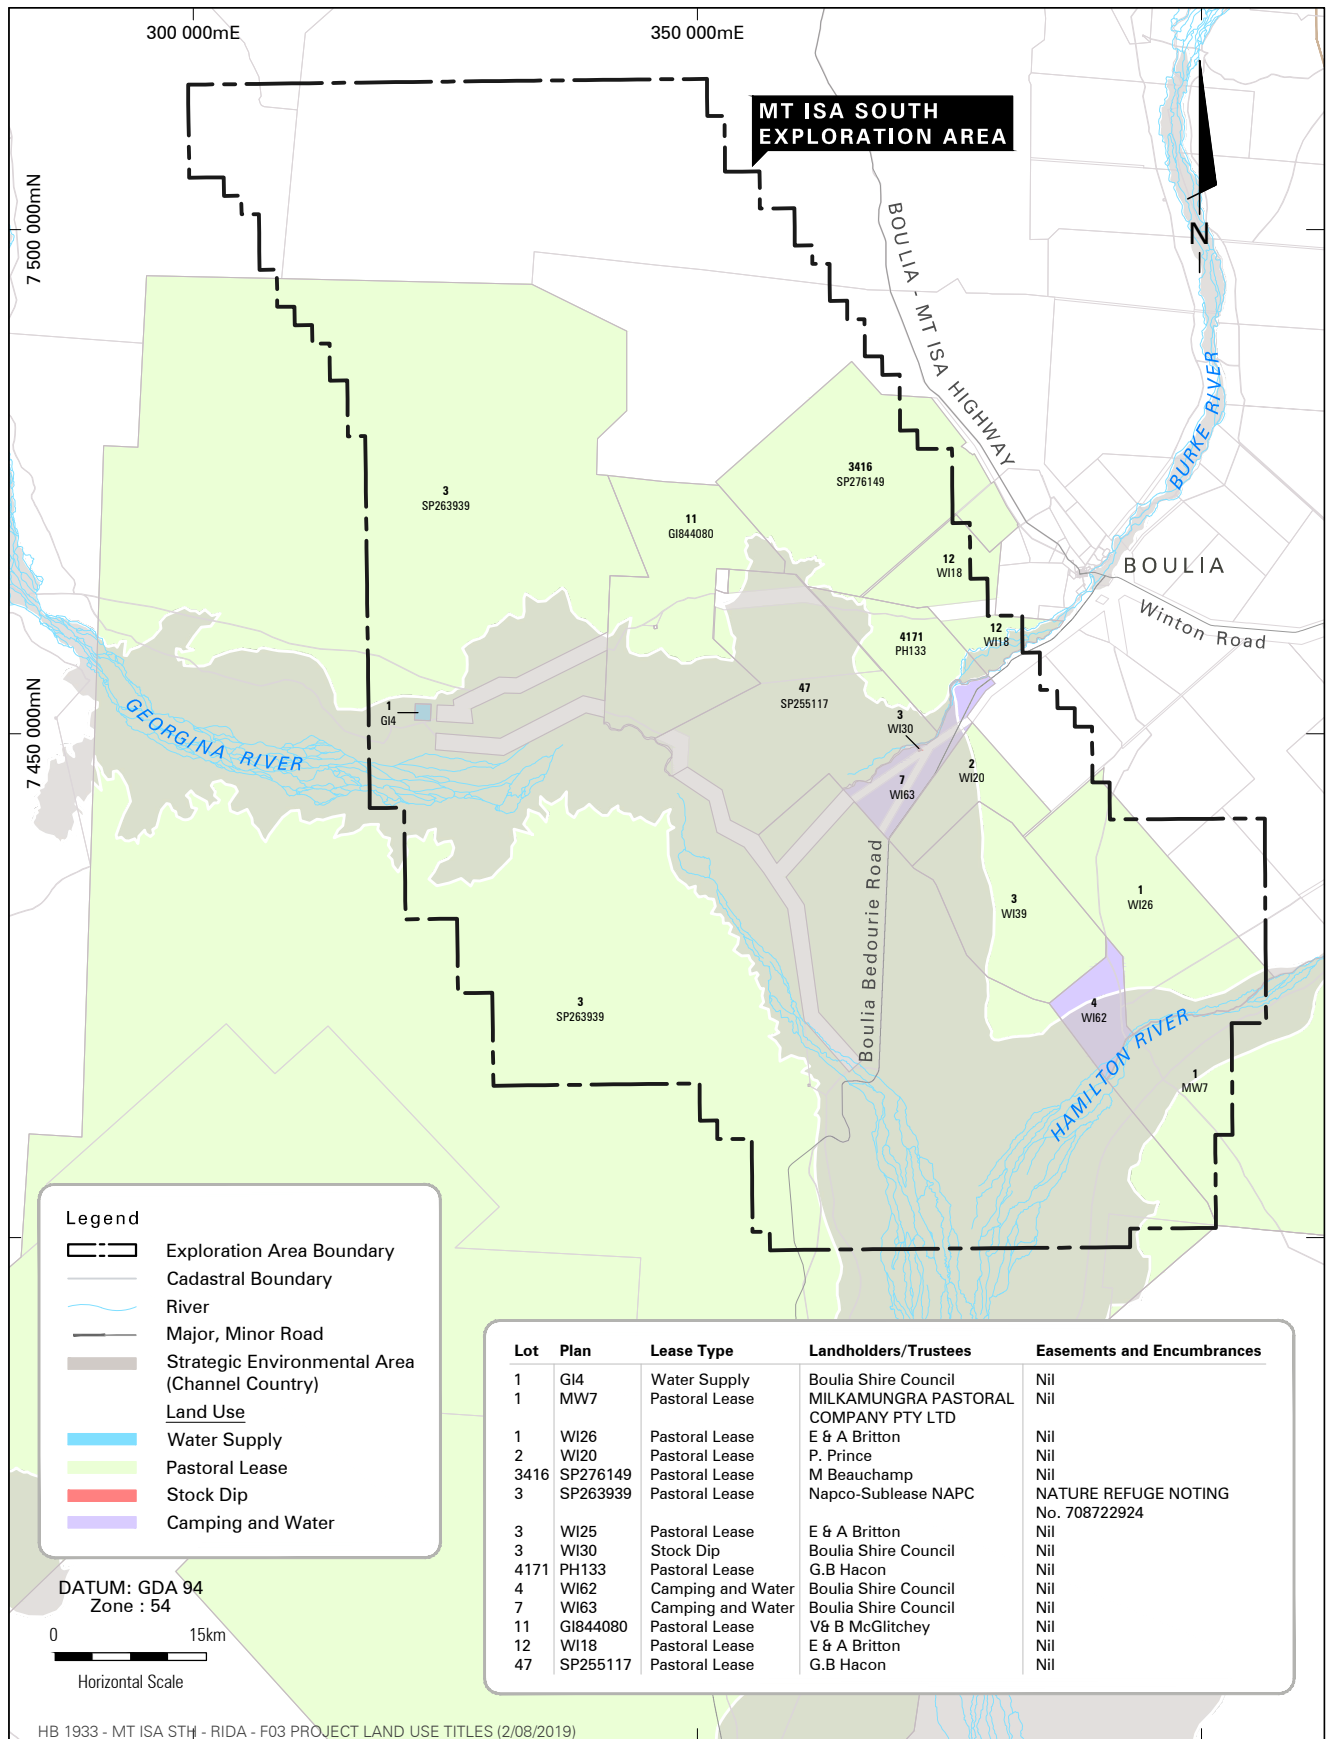 300 000mE
350 000mE
MT ISA SOUTH
EXPLORATION AREA
7 500 000mN
N
BOULIA - MT ISA HIGHWAY
BURKE RIVER
3
SP263939
3416
SP276149
11
GI844080
12
WI18
BOULIA
Winton Road
12
WI18
4171
PH133
7 450 000mN
47
SP255117
1
GI4
GEORGINA RIVER
3
WI30
2
WI20
7
WI63
Boulia Bedourie Road
3
WI39
1
WI26
3
SP263939
4
WI62
HAMILTON RIVER
1
MW7
Legend
Exploration Area Boundary
Cadastral Boundary
River
Major, Minor Road
Strategic Environmental Area
(Channel Country)
Land Use
Water Supply
Pastoral Lease
Stock Dip
Camping and Water
Lot Plan Lease Type Landholders/Trustees Easements and Encumbrances
1 GI4 Water Supply Boulia Shire Council Nil
1 MW7 Pastoral Lease MILKAMUNGRA PASTORAL Nil
COMPANY PTY LTD
1 WI26 Pastoral Lease E & A Britton Nil
2 WI20 Pastoral Lease P. Prince Nil
3416 SP276149 Pastoral Lease M Beauchamp Nil
3 SP263939 Pastoral Lease Napco-Sublease NAPC NATURE REFUGE NOTING
No. 708722924
3 WI25 Pastoral Lease E & A Britton Nil
3 WI30 Stock Dip Boulia Shire Council Nil
4171 PH133 Pastoral Lease G.B Hacon Nil
4 WI62 Camping and Water Boulia Shire Council Nil
7 WI63 Camping and Water Boulia Shire Council Nil
11 GI844080 Pastoral Lease V& B McGlitchey Nil
12 WI18 Pastoral Lease E & A Britton Nil
47 SP255117 Pastoral Lease G.B Hacon Nil
DATUM: GDA 94
Zone : 54
0 15km
Horizontal Scale
HB 1933 - MT ISA STH - RIDA - F03 PROJECT LAND USE TITLES (2/08/2019)